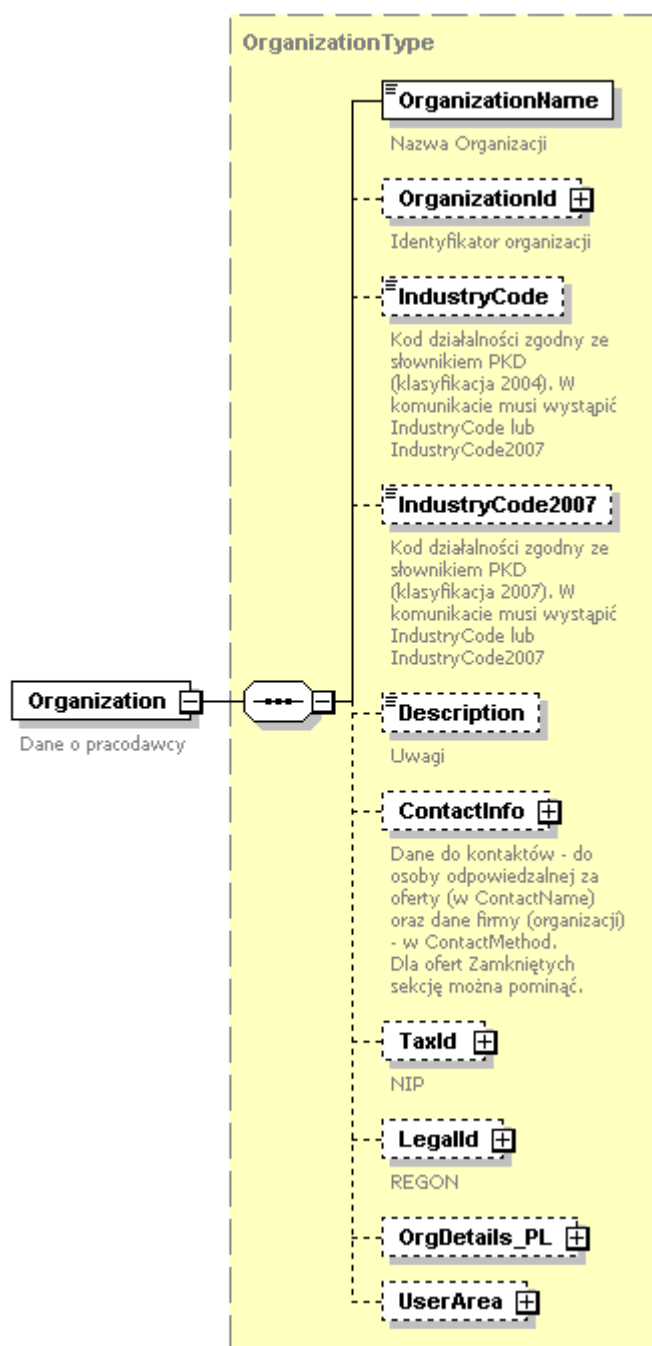 OrganizationType
OrganizationName
Nazwa Organizacji
OrganizationId
Identyfikator organizacji
IndustryCode
Kod działalności zgodny ze
słownikiem PKD
(klasyfikacja 2004). W
komunikacie musi wystąpić
IndustryCode lub
IndustryCode2007
IndustryCode2007
Kod działalności zgodny ze
słownikiem PKD
(klasyfikacja 2007). W
komunikacie musi wystąpić
IndustryCode lub
IndustryCode2007
Organization
Dane o pracodawcy
Description
Uwagi
ContactInfo
Dane do kontaktów - do
osoby odpowiedzalnej za
oferty (w ContactName)
oraz dane firmy (organizacji)
- w ContactMethod.
Dla ofert Zamkniętych
sekcję można pominąć.
TaxId
NIP
LegalId
REGON
OrgDetails_PL
UserArea